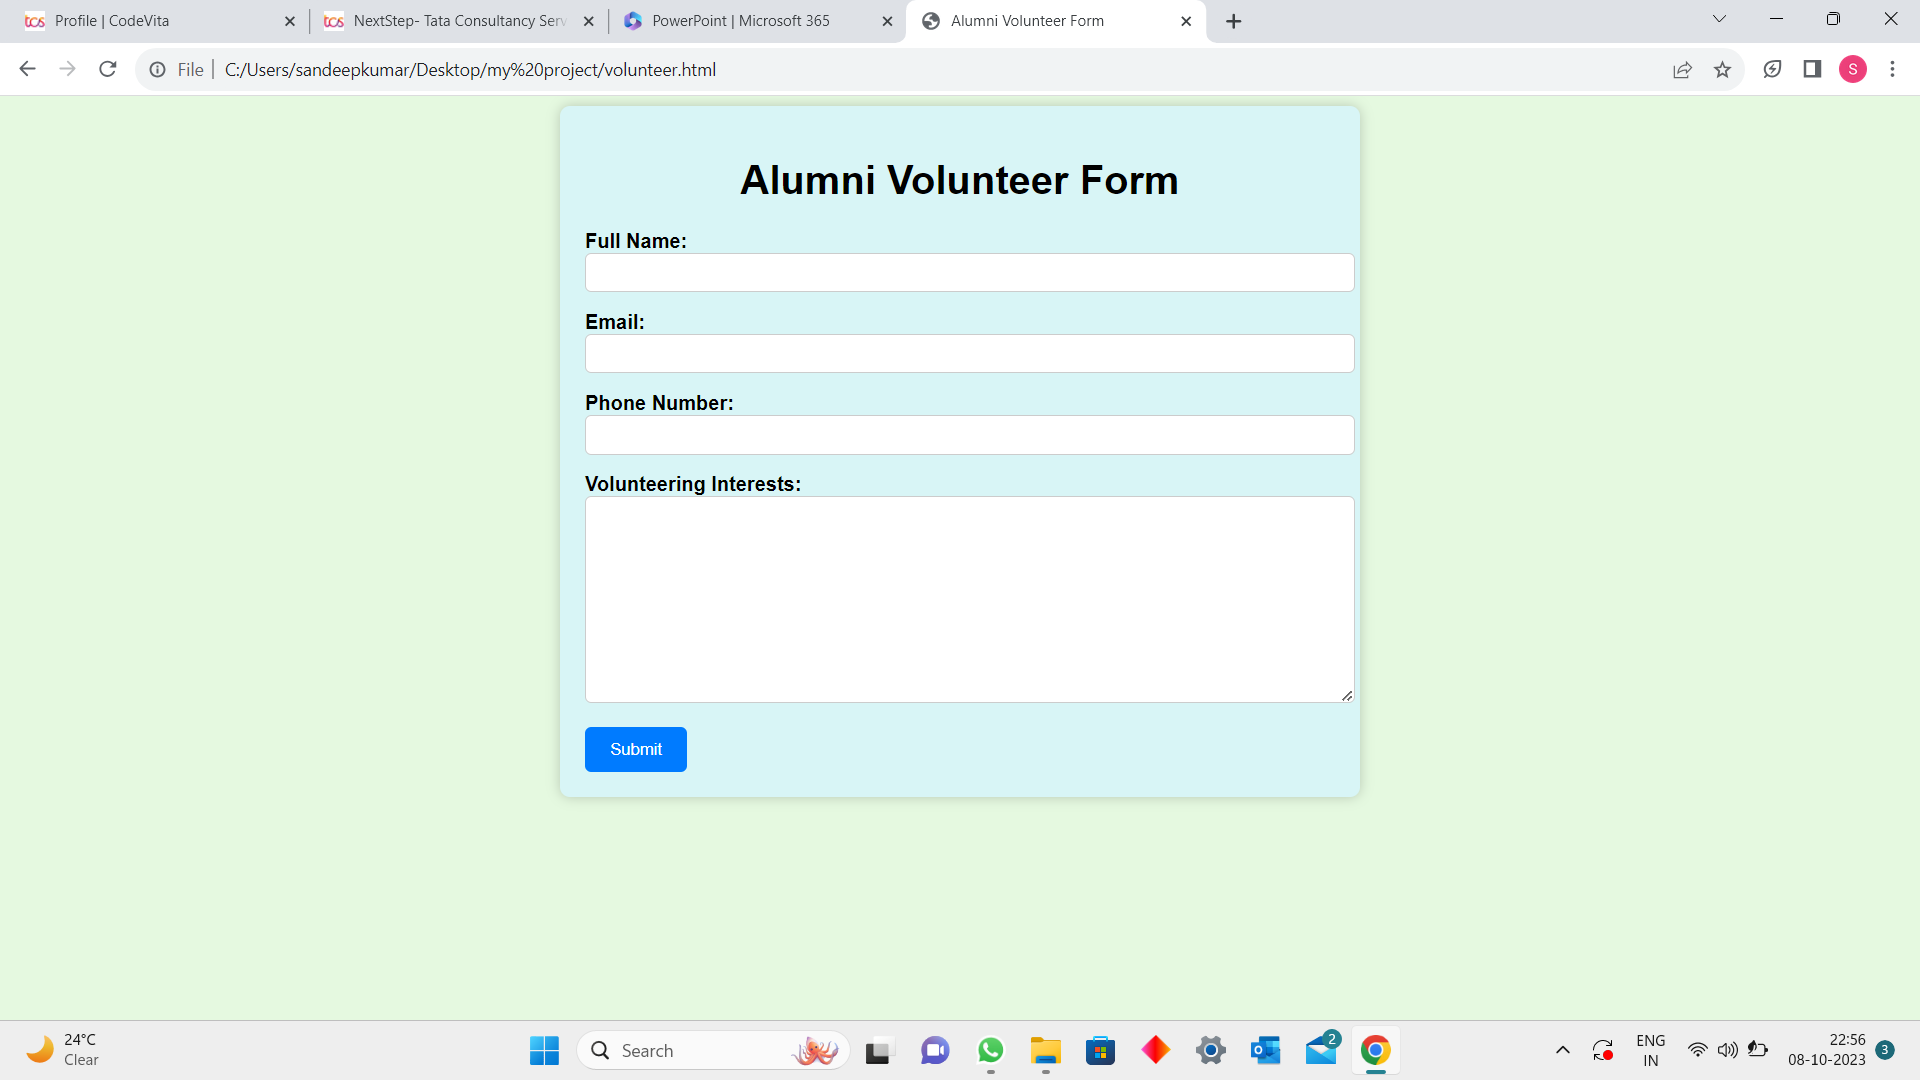 tcs Profile | CodeVita
tcs NextStep- Tata Consultancy Serv
PowerPoint | Microsoft 365
Alumni Volunteer Form
File
C:/Users/sandeepkumar/Desktop/my%20project/volunteer.html
S
Alumni Volunteer Form
Full Name:
Email:
Phone Number:
Volunteering Interests:
Submit
24°C
Clear
Search
2
ENG
IN
22:56
08-10-2023
3